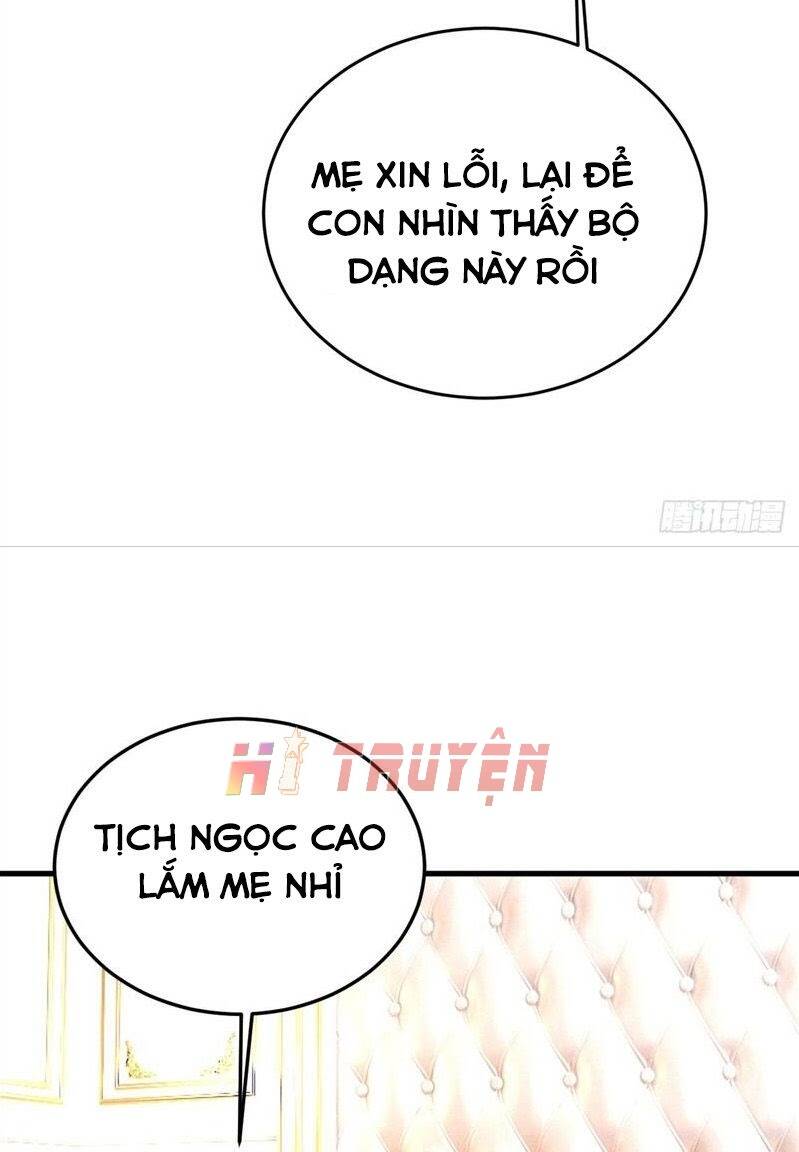 MẸ XIN LỖI, LẠI ĐỂ
CON NHÌN THẤY BỘ
DẠNG NÀY RỒI
腾讯动漫
HI TRUYỆN
TỊCH NGỌC CAO
LẮM MẸ NHỈ